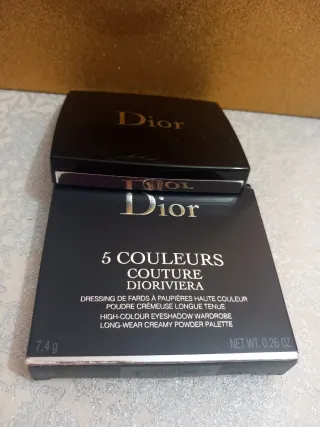 Dior
DIOR
Dior
5 COULEURS
COUTURE
DIORIVIERA
DRESSING DE FARDS À PAUPIÈRES HAUTE COULEUR
POUDRE CRÉMEUSE LONGUE TENUE
HIGH-COLOUR EYESHADOW WARDROBE
LONG-WEAR CREAMY POWDER PALETTE
7.4 g NET WT. 0.26 OZ